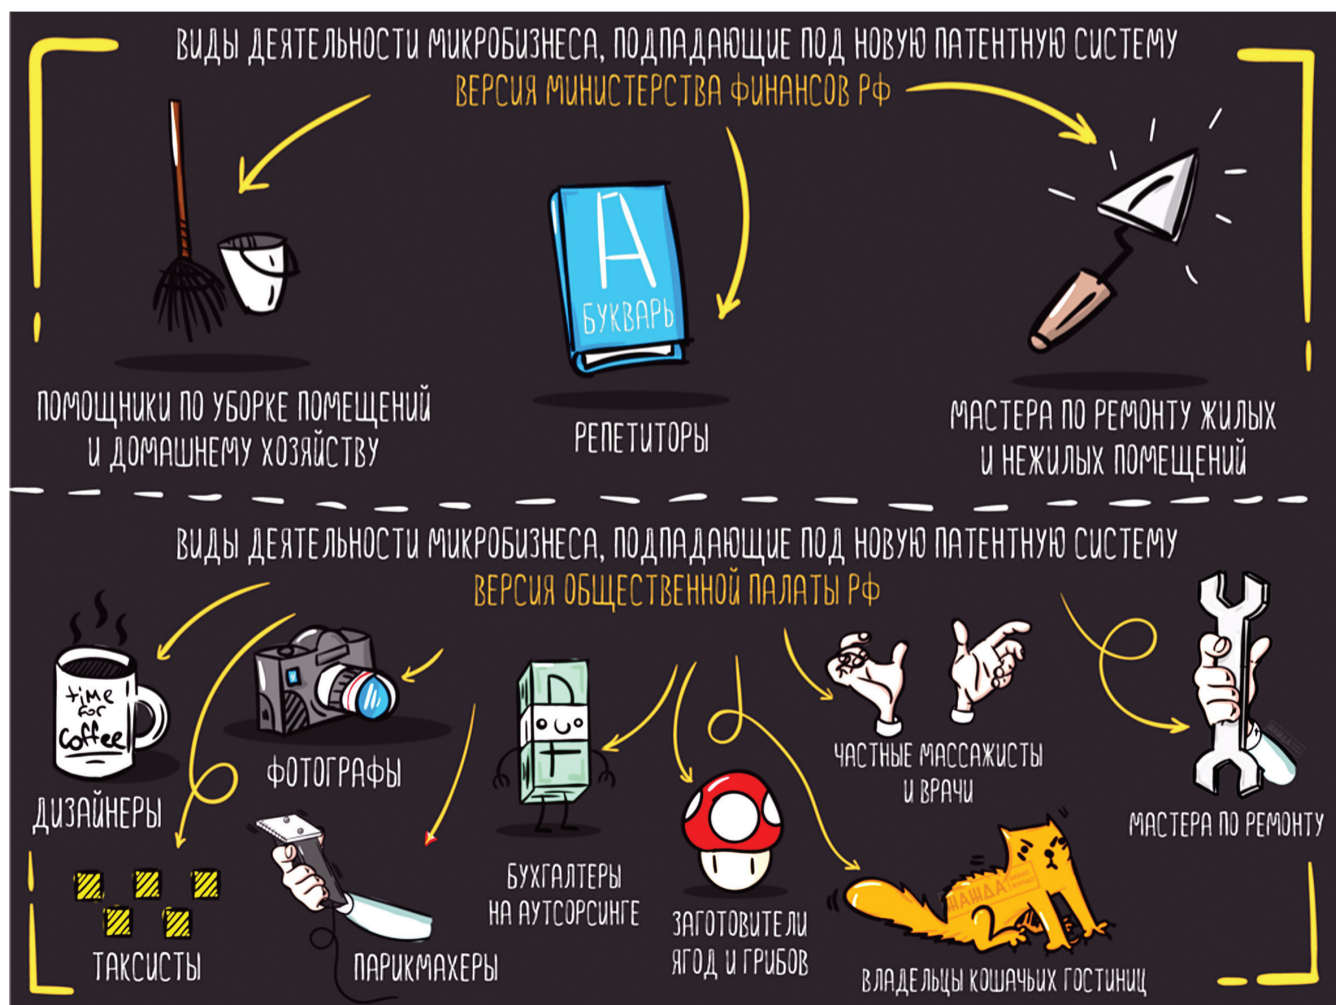 ВИДЫ ДЕЯТЕЛЬНОСТИ МИКРОБИЗНЕСА, ПОДПАДАЮЩИЕ ПОД НОВУЮ ПАТЕНТНУЮ СИСТЕМУ
ВЕРСИЯ МИНИСТЕРСТВА ФИНАНСОВ РФ
А
БУКВАРЬ
ПОМОЩНИКИ ПО УБОРКЕ ПОМЕЩЕНИЙ
И ДОМАШНЕМУ ХОЗЯЙСТВУ
РЕПЕТИТОРЫ
МАСТЕРА ПО РЕМОНТУ ЖИЛЫХ
И НЕЖИЛЫХ ПОМЕЩЕНИЙ
ВИДЫ ДЕЯТЕЛЬНОСТИ МИКРОБИЗНЕСА, ПОДПАДАЮЩИЕ ПОД НОВУЮ ПАТЕНТНУЮ СИСТЕМУ
ВЕРСИЯ ОБЩЕСТВЕННОЙ ПАЛАТЫ РФ
time
for
coffee
ДИЗАЙНЕРЫ
ФОТОГРАФЫ
ЧАСТНЫЕ МАССАЖИСТЫ
И ВРАЧИ
МАСТЕРА ПО РЕМОНТУ
ТАКСИСТЫ
ПАРИКМАХЕРЫ
БУХГАЛТЕРЫ
НА АУТСОРСИНГЕ
ЗАГОТОВИТЕЛИ
ЯГОД И ГРИБОВ
ЖАЖДА
БИЗНЕС
ЖУРНАЛ
ВЛАДЕЛЬЦЫ КОШАЧЬИХ ГОСТИНИЦ